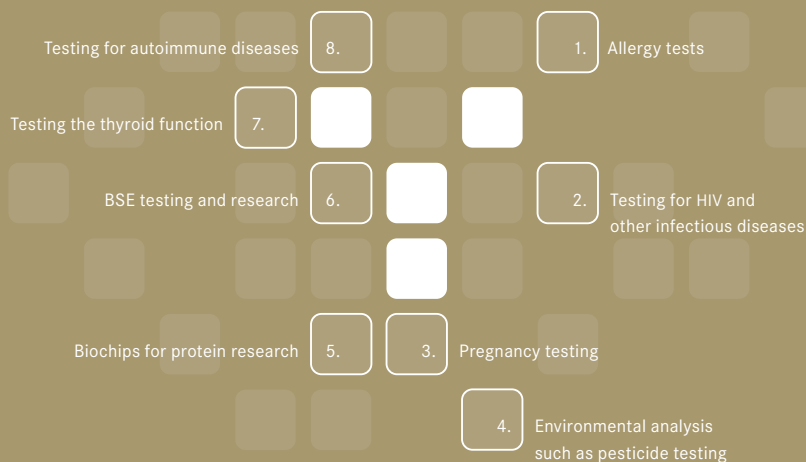 Testing for autoimmune diseases 8.
1. Allergy tests
Testing the thyroid function 7.
BSE testing and research 6.
2. Testing for HIV and
other infectious diseases
Biochips for protein research 5.
3. Pregnancy testing
4. Environmental analysis
such as pesticide testing